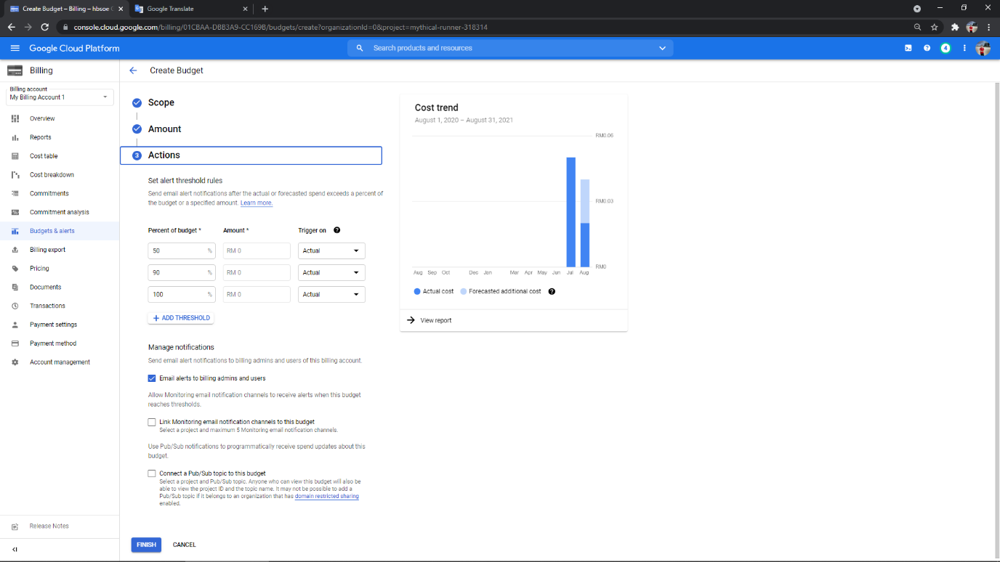 Create Budget – Billing – hbsoe
Google Translate
console.cloud.google.com/billing/01CBAA-DBB3A9-CC169B/budgets/create?organizationId=0&project=mythical-runner-318314
Google Cloud Platform
Search products and resources
4
Billing
Create Budget
Billing account
My Billing Account 1
Overview
Reports
Cost table
Cost breakdown
Commitments
Commitment analysis
Budgets & alerts
Billing export
Pricing
Documents
Transactions
Payment settings
Payment method
Account management
Release Notes
Scope
Amount
3 Actions
Set alert threshold rules
Send email alert notifications after the actual or forecasted spend exceeds a percent of
the budget or a specified amount. Learn more.
Percent of budget * Amount * Trigger on
50 % RM 0 Actual
90 % RM 0 Actual
100 % RM 0 Actual
+ ADD THRESHOLD
Manage notifications
Send email alert notifications to billing admins and users of this billing account.
Email alerts to billing admins and users
Allow Monitoring email notification channels to receive alerts when this budget
reaches thresholds.
Link Monitoring email notification channels to this budget
Select a project and maximum 5 Monitoring email notification channels.
Use Pub/Sub notifications to programmatically receive spend updates about this
budget.
Connect a Pub/Sub topic to this budget
Select a project and Pub/Sub topic. Anyone who can view this budget will also be
able to view the project ID and the topic name. It may not be possible to add a
Pub/Sub topic if it belongs to an organization that has domain restricted sharing
enabled.
FINISH CANCEL
Cost trend
August 1, 2020 – August 31, 2021
RM0.06
RM0.03
RM0
Aug Sep Oct Dec Jan Mar Apr May Jun Jul Aug
Actual cost Forecasted additional cost
View report